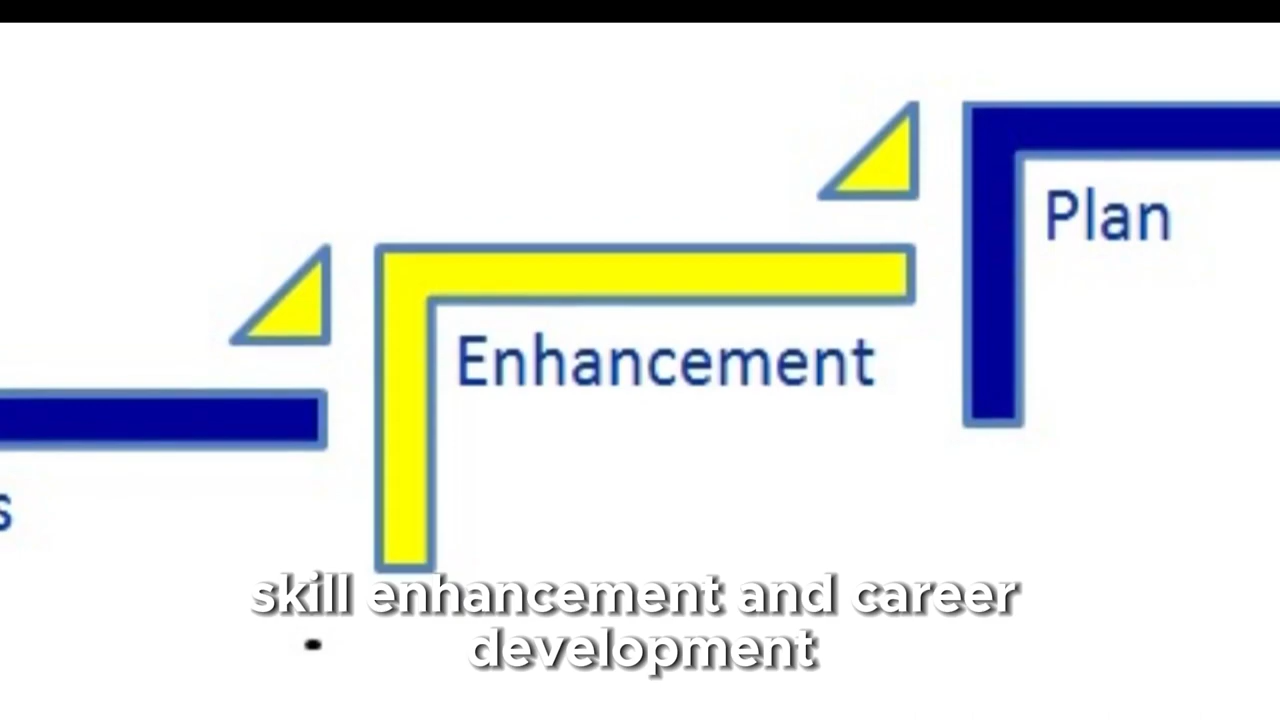 Plan
Enhancement
s
skill enhancement and career
development